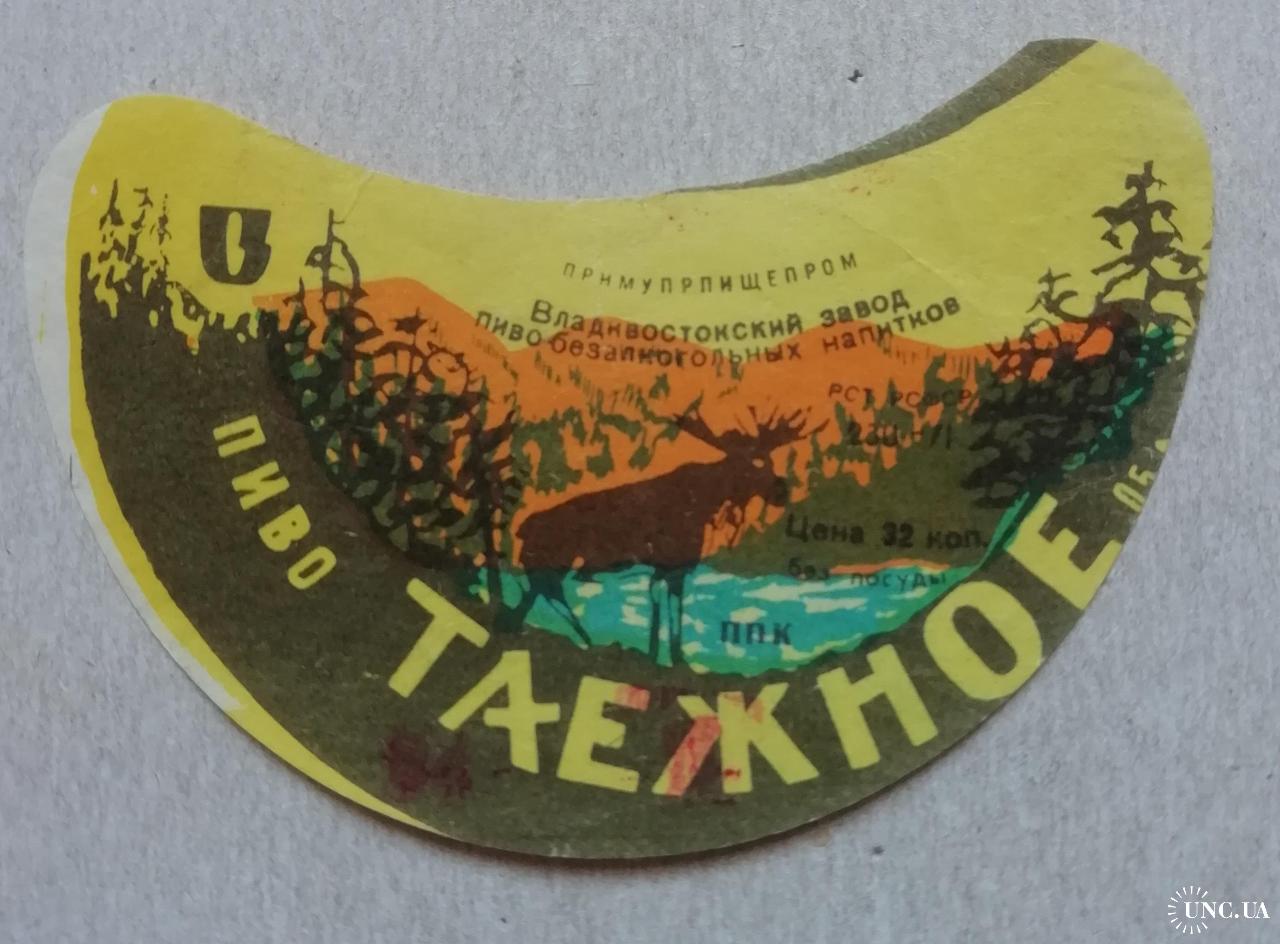 ПРИМУПРПИЩЕПРОМ
Владивостокский завод
пиво-безалкогольных напитков
РСТ РСФСР
Цена 32 коп.
без посуды
ППК
ПИВО
ТАЕЖНОЕ
UNC.UA